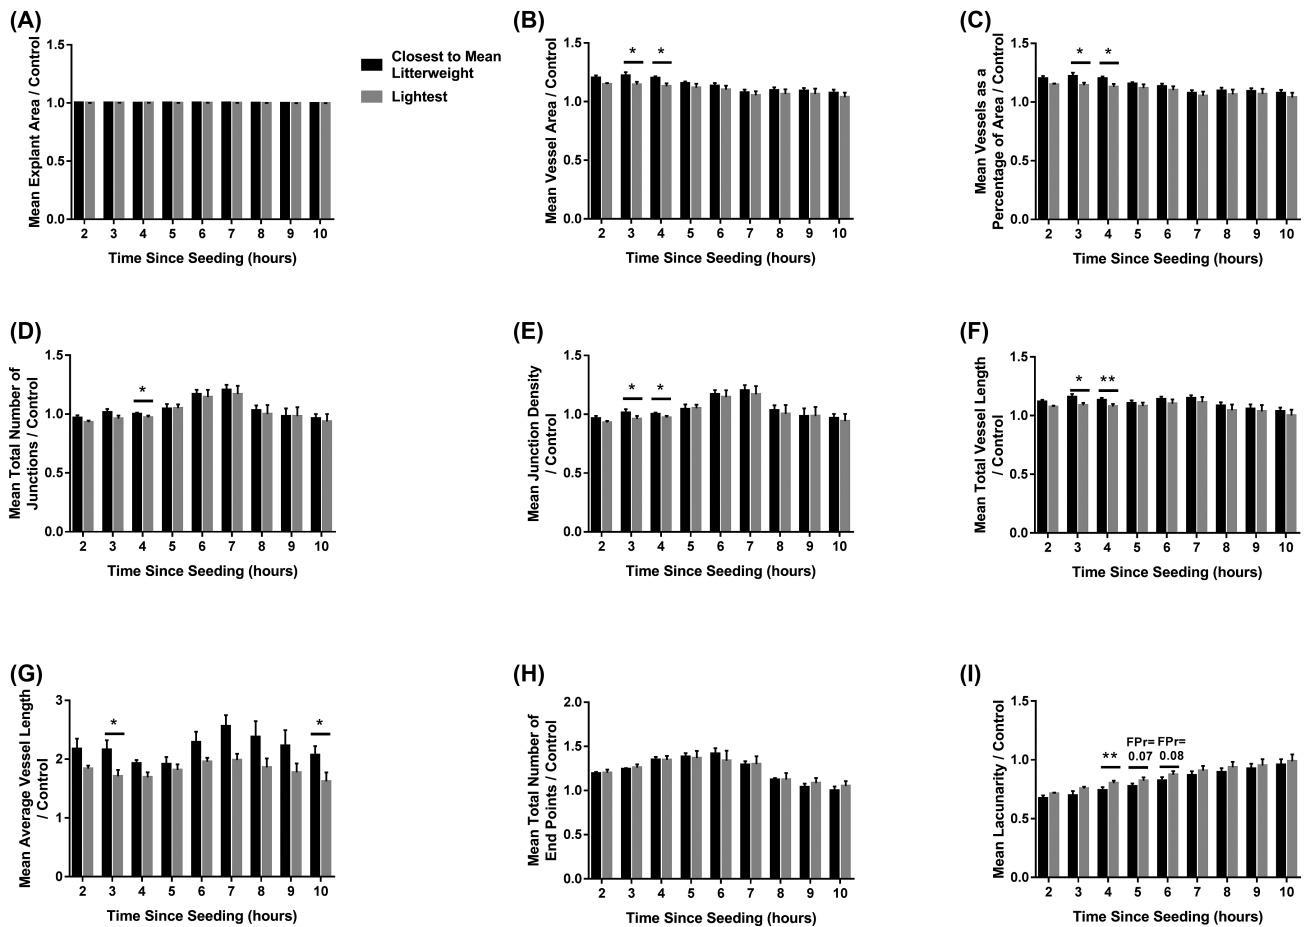 (A)
Mean Explant Area / Control
1.5
1.0
0.5
0.0
2 3 4 5 6 7 8 9 10
Time Since Seeding (hours)
Closest to Mean
Litterweight
Lightest
(B)
Mean Vessel Area / Control
1.5
1.0
0.5
0.0
* *
2 3 4 5 6 7 8 9 10
Time Since Seeding (hours)
(C)
Mean Vessels as a
Percentage of Area / Control
1.5
1.0
0.5
0.0
* *
2 3 4 5 6 7 8 9 10
Time Since Seeding (hours)
(D)
Mean Total Number of
Junctions / Control
1.5
1.0
0.5
0.0
*
2 3 4 5 6 7 8 9 10
Time Since Seeding (hours)
(E)
Mean Junction Density
/ Control
1.5
1.0
0.5
0.0
* *
2 3 4 5 6 7 8 9 10
Time Since Seeding (hours)
(F)
Mean Total Vessel Length
/ Control
1.5
1.0
0.5
0.0
* **
2 3 4 5 6 7 8 9 10
Time Since Seeding (hours)
(G)
Mean Average Vessel Length
/ Control
3
2
1
0
* *
2 3 4 5 6 7 8 9 10
Time Since Seeding (hours)
(H)
Mean Total Number of
End Points / Control
2.0
1.5
1.0
0.5
0.0
2 3 4 5 6 7 8 9 10
Time Since Seeding (hours)
(I)
Mean Lacunarity / Control
1.5
1.0
0.5
0.0
** FPr= FPr=
0.07 0.08
2 3 4 5 6 7 8 9 10
Time Since Seeding (hours)